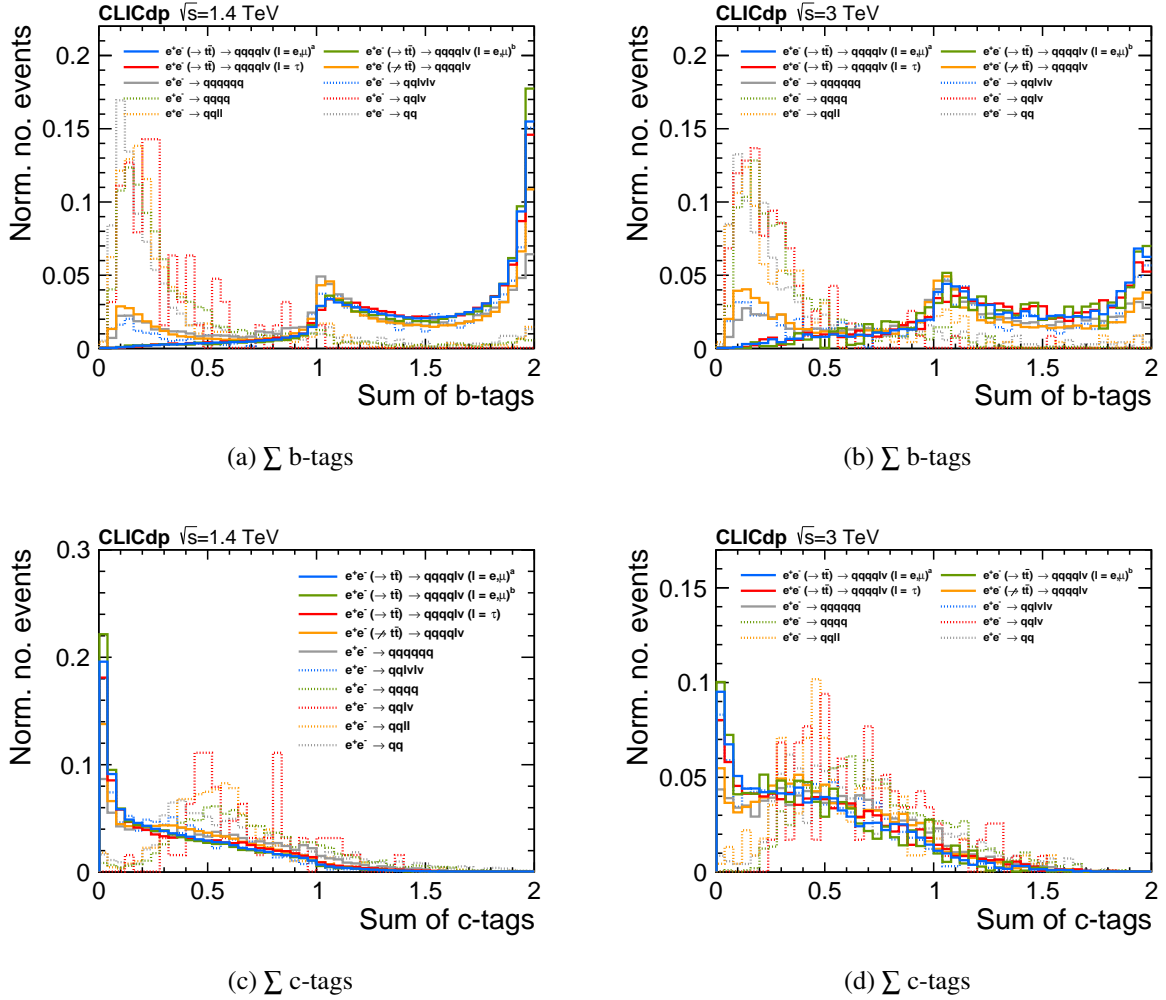 CLICdp √s=1.4 TeV
Norm. no. events
0.2
0.15
0.1
0.05
0
e⁺e⁻ (→ tt̄) → qqqqlν (l = e,μ)ᵃ
e⁺e⁻ (→ tt̄) → qqqqlν (l = e,μ)ᵇ
e⁺e⁻ (→ tt̄) → qqqqlν (l = τ)
e⁺e⁻ (↛ tt̄) → qqqqlν
e⁺e⁻ → qqqqqq
e⁺e⁻ → qqlνlν
e⁺e⁻ → qqqq
e⁺e⁻ → qqlν
e⁺e⁻ → qqll
e⁺e⁻ → qq
0 0.5 1 1.5 2
Sum of b-tags
(a) ∑ b-tags
CLICdp √s=3 TeV
Norm. no. events
0.2
0.15
0.1
0.05
0
e⁺e⁻ (→ tt̄) → qqqqlν (l = e,μ)ᵃ
e⁺e⁻ (→ tt̄) → qqqqlν (l = e,μ)ᵇ
e⁺e⁻ (→ tt̄) → qqqqlν (l = τ)
e⁺e⁻ (↛ tt̄) → qqqqlν
e⁺e⁻ → qqqqqq
e⁺e⁻ → qqlνlν
e⁺e⁻ → qqqq
e⁺e⁻ → qqlν
e⁺e⁻ → qqll
e⁺e⁻ → qq
0 0.5 1 1.5 2
Sum of b-tags
(b) ∑ b-tags
CLICdp √s=1.4 TeV
Norm. no. events
0.3
0.2
0.1
0
e⁺e⁻ (→ tt̄) → qqqqlν (l = e,μ)ᵃ
e⁺e⁻ (→ tt̄) → qqqqlν (l = e,μ)ᵇ
e⁺e⁻ (→ tt̄) → qqqqlν (l = τ)
e⁺e⁻ (↛ tt̄) → qqqqlν
e⁺e⁻ → qqqqqq
e⁺e⁻ → qqlνlν
e⁺e⁻ → qqqq
e⁺e⁻ → qqlν
e⁺e⁻ → qqll
e⁺e⁻ → qq
0 0.5 1 1.5 2
Sum of c-tags
(c) ∑ c-tags
CLICdp √s=3 TeV
Norm. no. events
0.15
0.1
0.05
0.00
e⁺e⁻ (→ tt̄) → qqqqlν (l = e,μ)ᵃ
e⁺e⁻ (→ tt̄) → qqqqlν (l = e,μ)ᵇ
e⁺e⁻ (→ tt̄) → qqqqlν (l = τ)
e⁺e⁻ (↛ tt̄) → qqqqlν
e⁺e⁻ → qqqqqq
e⁺e⁻ → qqlνlν
e⁺e⁻ → qqqq
e⁺e⁻ → qqlν
e⁺e⁻ → qqll
e⁺e⁻ → qq
0 0.5 1 1.5 2
Sum of c-tags
(d) ∑ c-tags